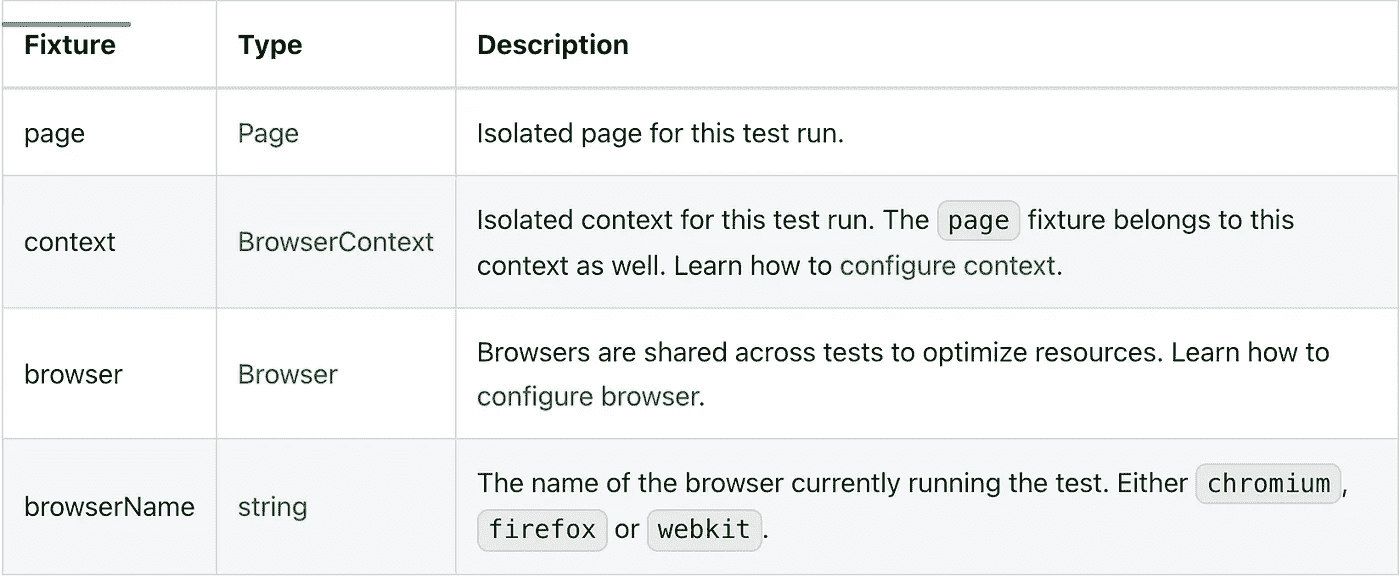 Fixture Type Description
page Page Isolated page for this test run.
context BrowserContext Isolated context for this test run. The page fixture belongs to this
context as well. Learn how to configure context.
browser Browser Browsers are shared across tests to optimize resources. Learn how to
configure browser.
browserName string The name of the browser currently running the test. Either chromium,
firefox or webkit.